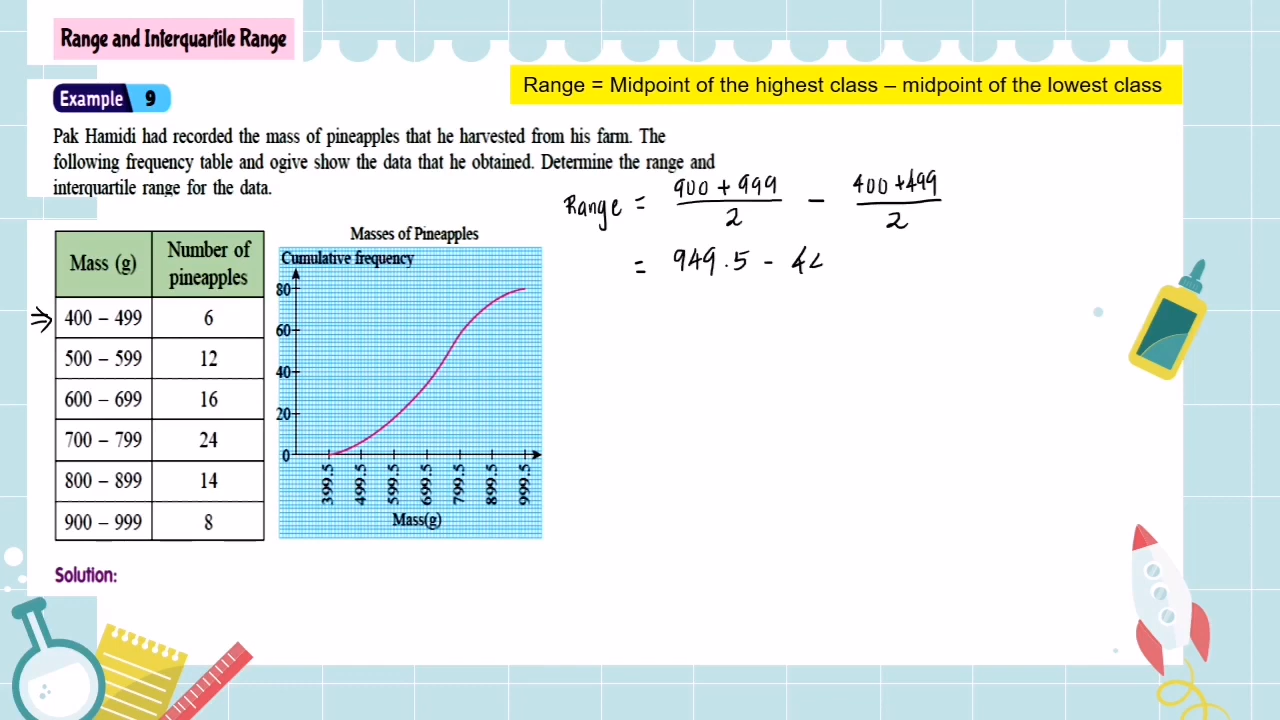 Range and Interquartile Range
Range = Midpoint of the highest class – midpoint of the lowest class
Example 9
Pak Hamidi had recorded the mass of pineapples that he harvested from his farm. The
following frequency table and ogive show the data that he obtained. Determine the range and
interquartile range for the data.
Range = 900 + 999 / 2 – 400 + 499 / 2
= 949.5 - 44
Mass (g) Number of pineapples
400 – 499 6
500 – 599 12
600 – 699 16
700 – 799 24
800 – 899 14
900 – 999 8
Masses of Pineapples
Cumulative frequency
80
60
40
20
0
399.5 499.5 599.5 699.5 799.5 899.5 999.5
Mass(g)
Solution: